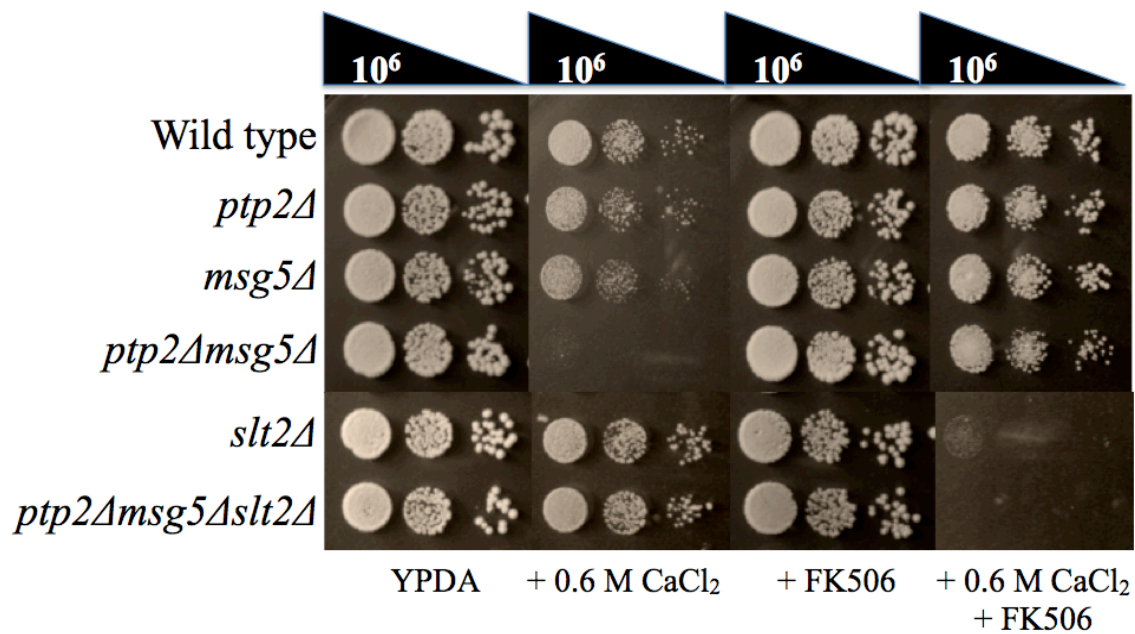 10⁶ 10⁶ 10⁶ 10⁶
Wild type
ptp2Δ
msg5Δ
ptp2Δmsg5Δ
slt2Δ
ptp2Δmsg5Δslt2Δ
YPDA + 0.6 M CaCl₂ + FK506 + 0.6 M CaCl₂
+ FK506